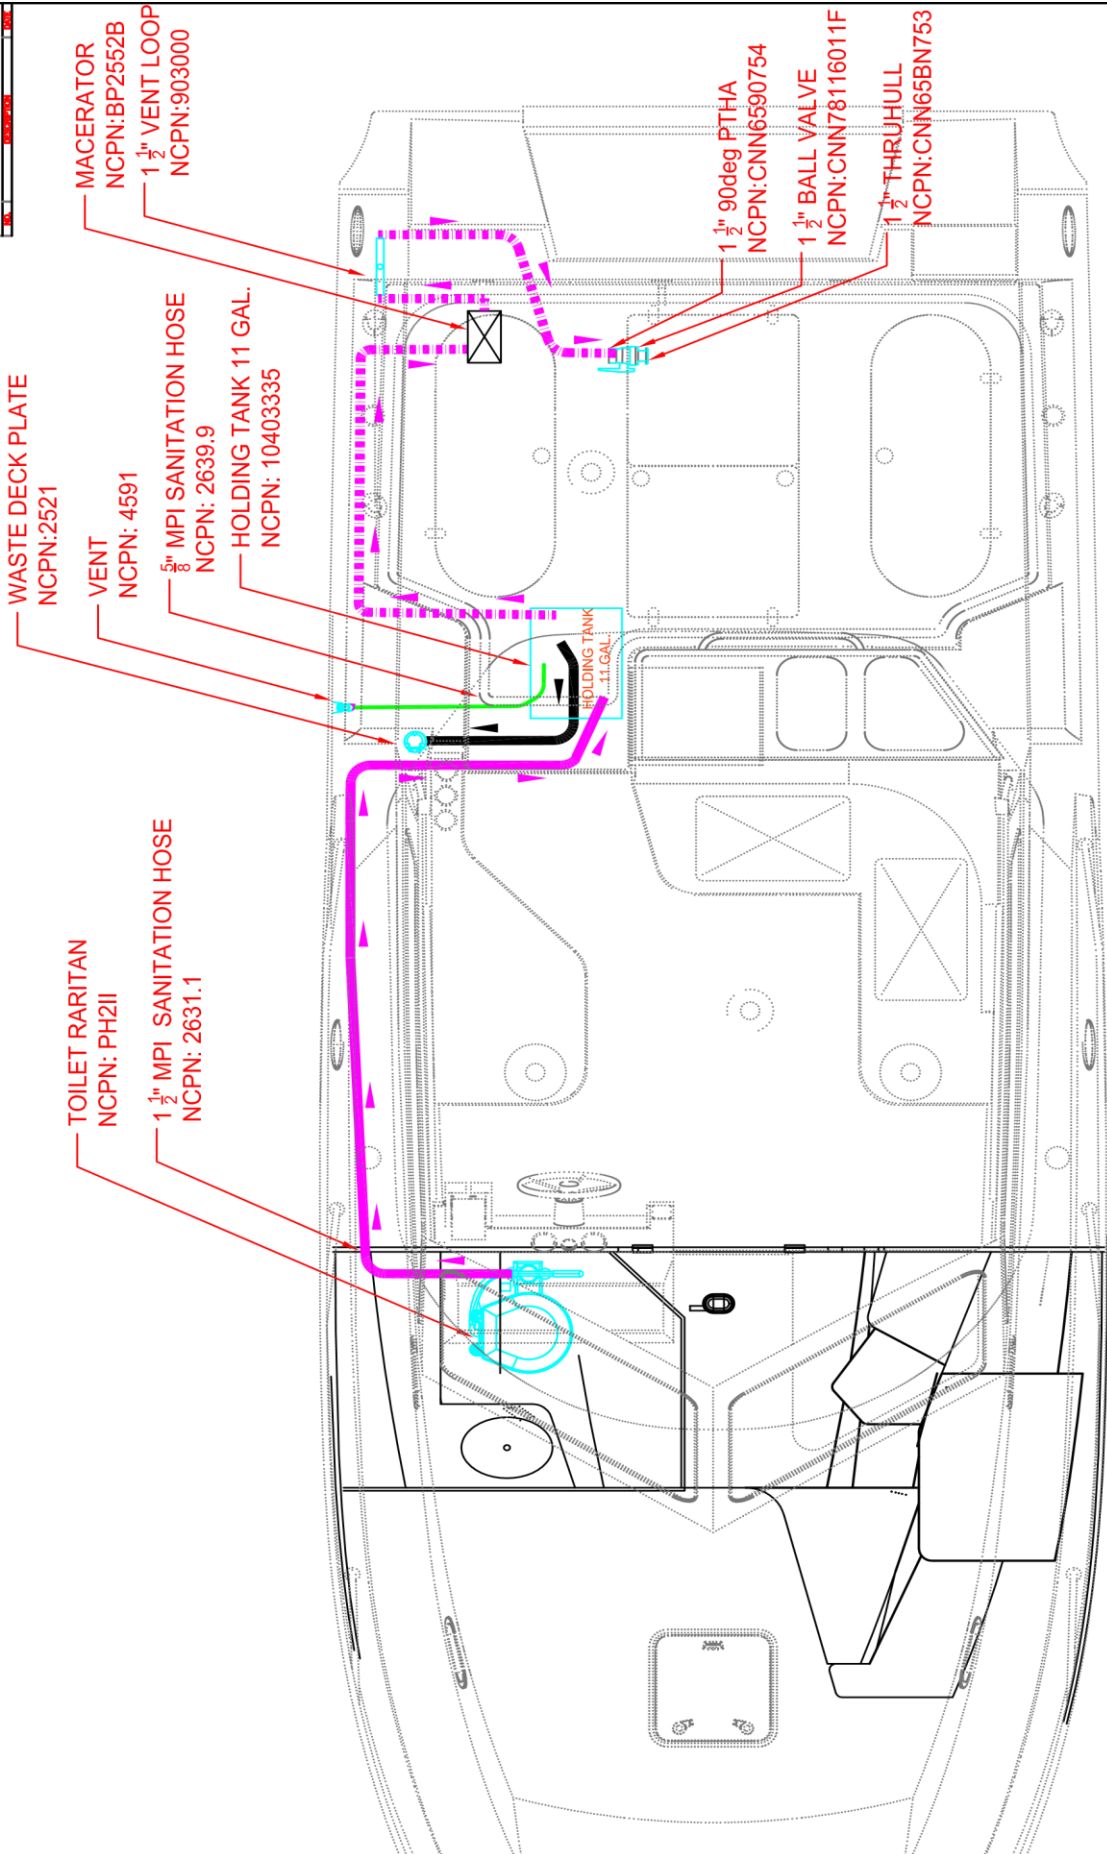 NO.
DESCRIPTION
DATE
MACERATOR
NCPN:BP2552B
1 1/2" VENT LOOP
NCPN:903000
WASTE DECK PLATE
NCPN:2521
VENT
NCPN: 4591
5/8" MPI SANITATION HOSE
NCPN: 2639.9
HOLDING TANK 11 GAL.
NCPN: 10403335
1 1/2" 90deg PTHA
NCPN:CNN6590754
1 1/2" BALL VALVE
NCPN:CNN78116011F
1 1/2" THRUHULL
NCPN:CNN65BN753
HOLDING TANK
11 GAL.
TOILET RARITAN
NCPN: PH2II
1 1/2" MPI SANITATION HOSE
NCPN: 2631.1